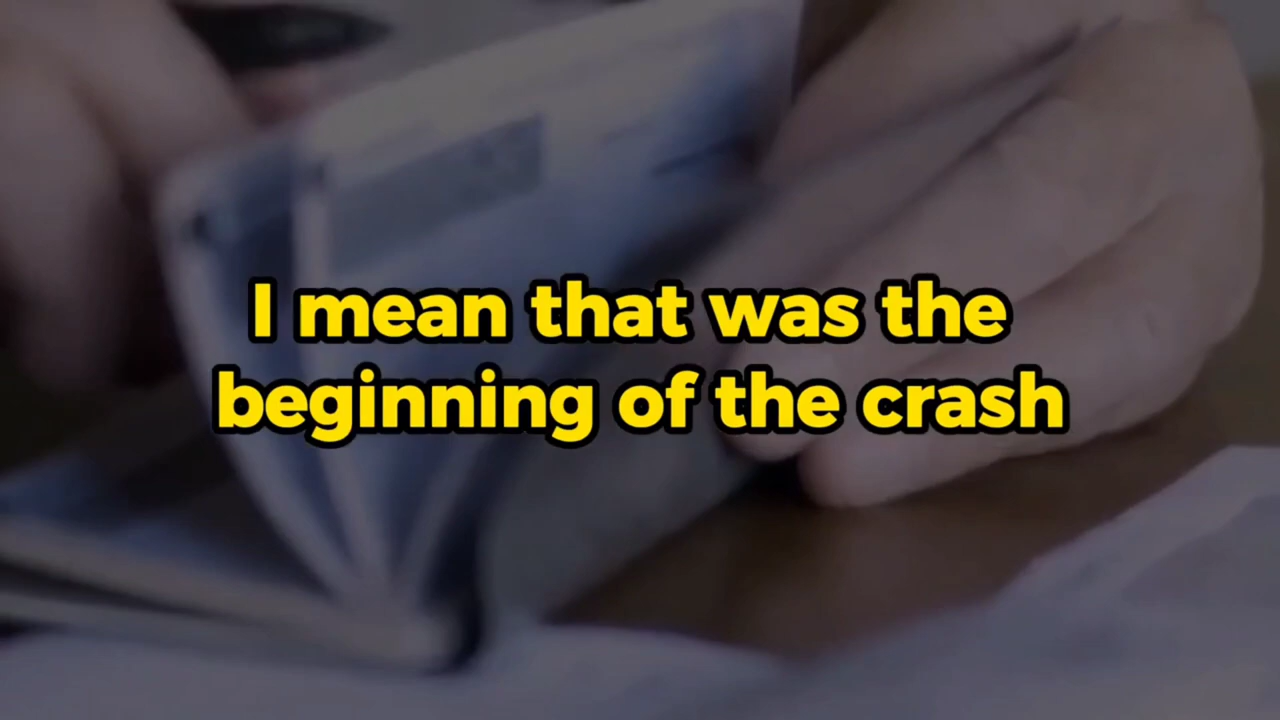 I mean that was the
beginning of the crash